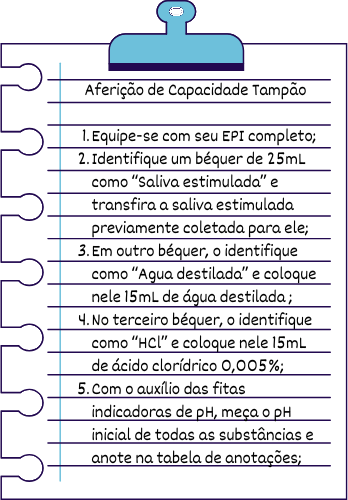 Aferição de Capacidade Tampão
1. Equipe-se com seu EPI completo;
2. Identifique um béquer de 25mL
como "Saliva estimulada" e
transfira a saliva estimulada
previamente coletada para ele;
3. Em outro béquer, o identifique
como "Agua destilada" e coloque
nele 15mL de água destilada ;
4. No terceiro béquer, o identifique
como "HCl" e coloque nele 15mL
de ácido clorídrico 0,005%;
5. Com o auxílio das fitas
indicadoras de pH, meça o pH
inicial de todas as substâncias e
anote na tabela de anotações;